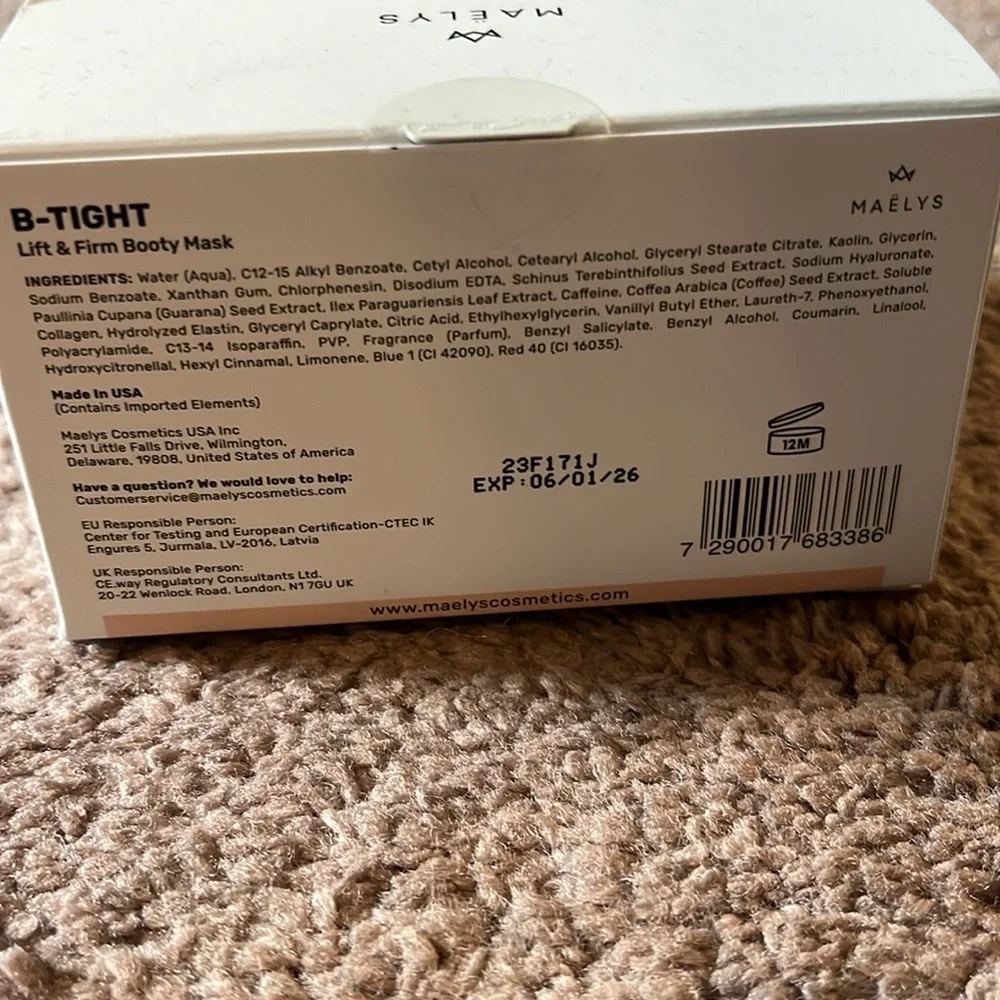 MAËLYS
MAËLYS
B-TIGHT
Lift & Firm Booty Mask
INGREDIENTS: Water (Aqua), C12-15 Alkyl Benzoate, Cetyl Alcohol, Cetearyl Alcohol, Glyceryl Stearate Citrate, Kaolin, Glycerin,
Sodium Benzoate, Xanthan Gum, Chlorphenesin, Disodium EDTA, Schinus Terebinthifolius Seed Extract, Sodium Hyaluronate,
Paullinia Cupana (Guarana) Seed Extract, Ilex Paraguariensis Leaf Extract, Caffeine, Coffea Arabica (Coffee) Seed Extract, Soluble
Collagen, Hydrolyzed Elastin, Glyceryl Caprylate, Citric Acid, Ethylhexylglycerin, Vanillyl Butyl Ether, Laureth-7, Phenoxyethanol,
Polyacrylamide, C13-14 Isoparaffin, PVP, Fragrance (Parfum), Benzyl Salicylate, Benzyl Alcohol, Coumarin, Linalool,
Hydroxycitronellal, Hexyl Cinnamal, Limonene, Blue 1 (CI 42090), Red 40 (CI 16035).
Made In USA
(Contains Imported Elements)
Maelys Cosmetics USA Inc
251 Little Falls Drive, Wilmington,
Delaware, 19808, United States of America
Have a question? We would love to help:
Customerservice@maelyscosmetics.com
EU Responsible Person:
Center for Testing and European Certification-CTEC IK
Engures 5, Jurmala, LV-2016, Latvia
UK Responsible Person:
CE.way Regulatory Consultants Ltd.
20-22 Wenlock Road, London, N1 7GU UK
12M
23F171J
EXP:06/01/26
7 290017 683386
www.maelyscosmetics.com